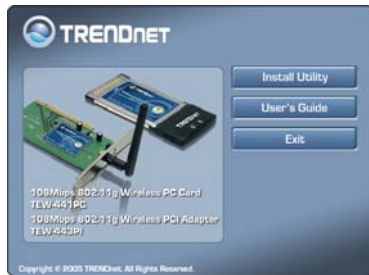 TRENDNET
Install Utility
User's Guide
Exit
TRENDNET
108Mbps 802.11g Wireless PC Card
TEW-441PC
108Mbps 802.11g Wireless PCI Adapter
TEW-443PI
Copyright © 2005 TRENDnet. All Rights Reserved.